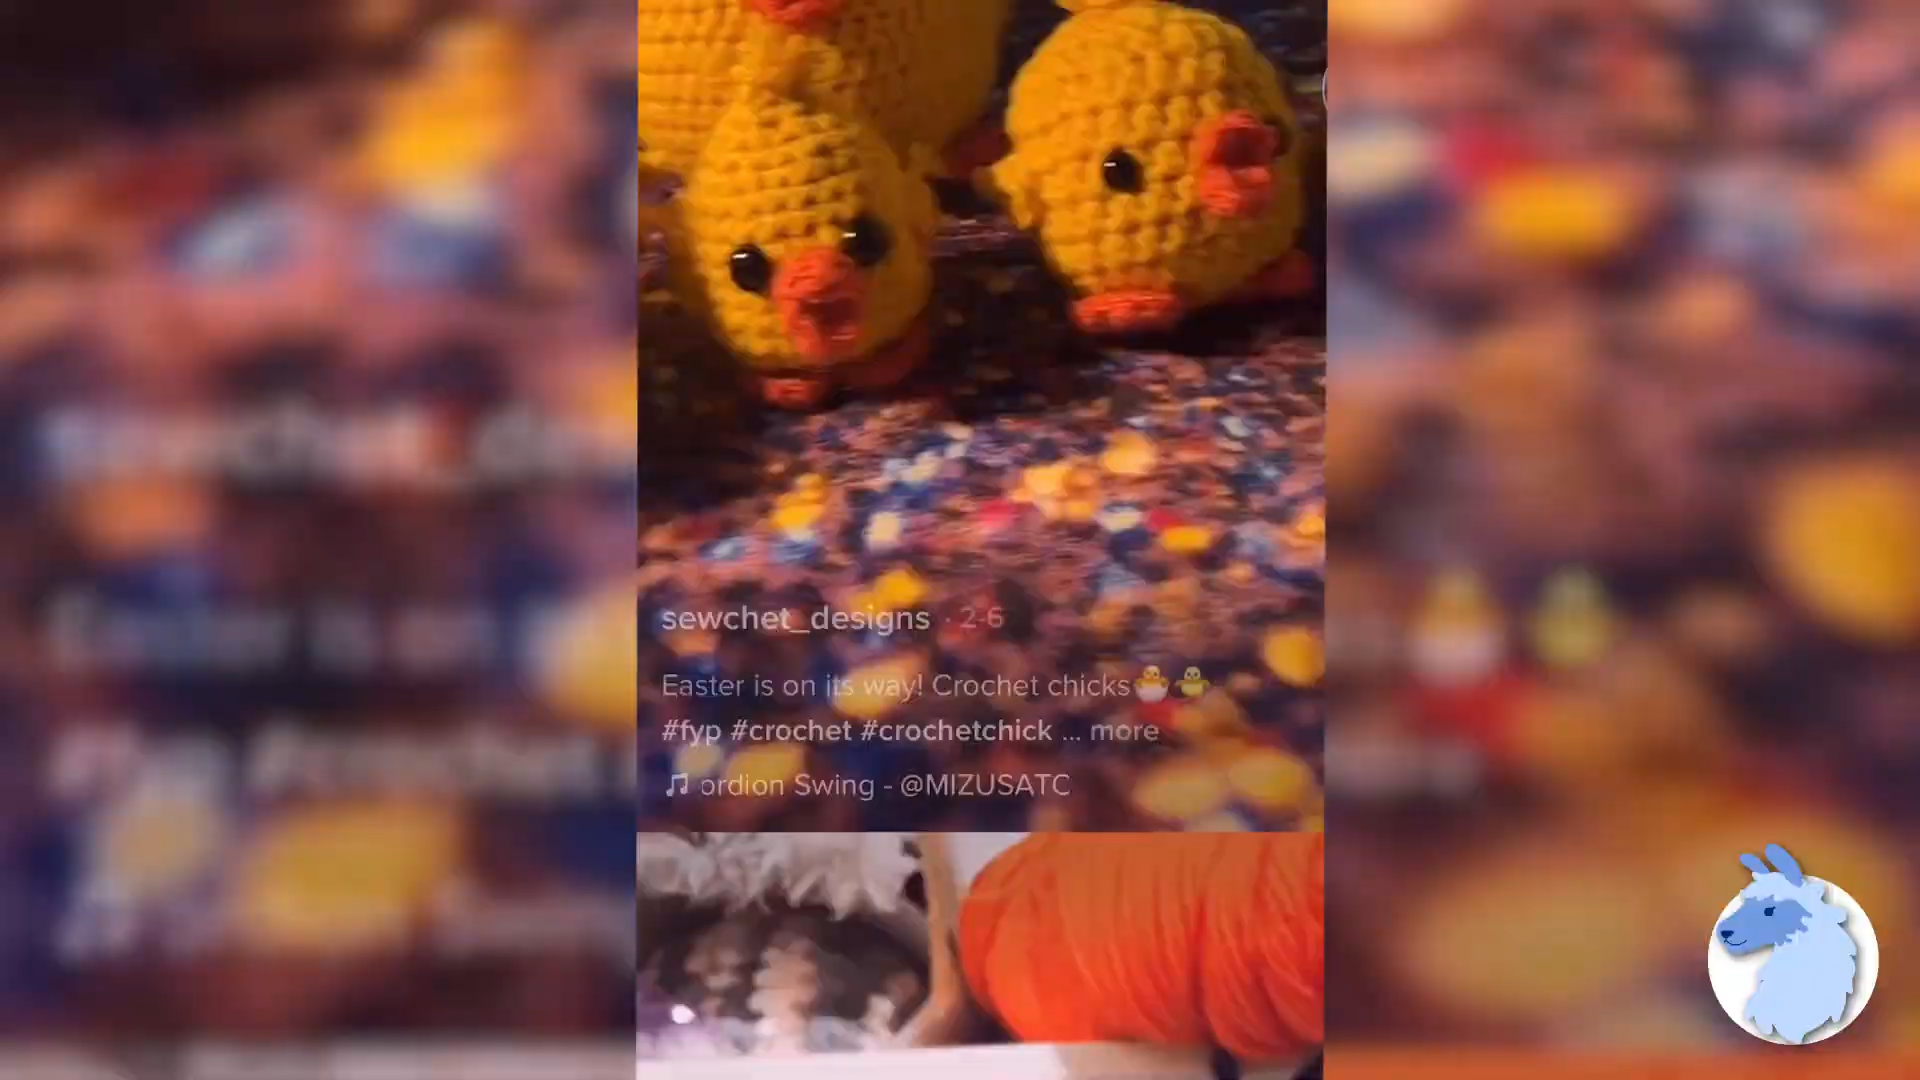 sewchet_designs · 2-6
Easter is on its way! Crochet chicks🐣🐥
#fyp #crochet #crochetchick ... more
🎵 ordion Swing - @MIZUSATC